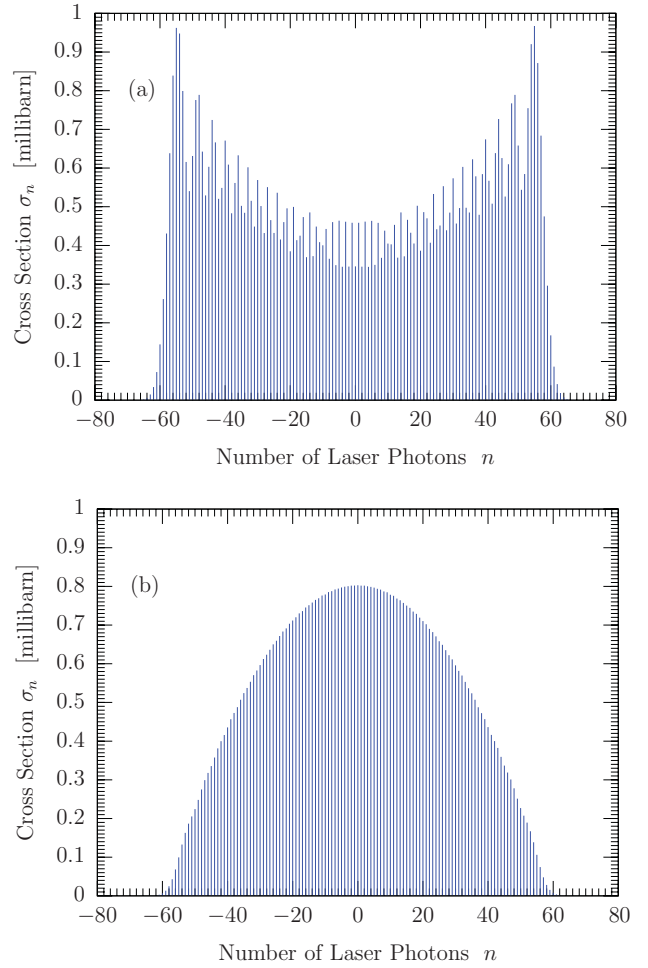 1
0.9
0.8
0.7
0.6
0.5
0.4
0.3
0.2
0.1
0
Cross Section σₙ [millibarn]
(a)
−80 −60 −40 −20 0 20 40 60 80
Number of Laser Photons n
1
0.9
0.8
0.7
0.6
0.5
0.4
0.3
0.2
0.1
0
Cross Section σₙ [millibarn]
(b)
−80 −60 −40 −20 0 20 40 60 80
Number of Laser Photons n